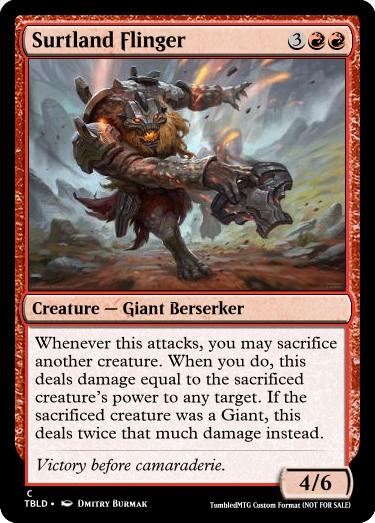 Surtland Flinger 3
Creature — Giant Berserker
Whenever this attacks, you may sacrifice
another creature. When you do, this
deals damage equal to the sacrificed
creature's power to any target. If the
sacrificed creature was a Giant, this
deals twice that much damage instead.
Victory before camaraderie.
4/6
C
TBLD • Dmitry Burmak
TumbledMTG Custom Format (NOT FOR SALE)